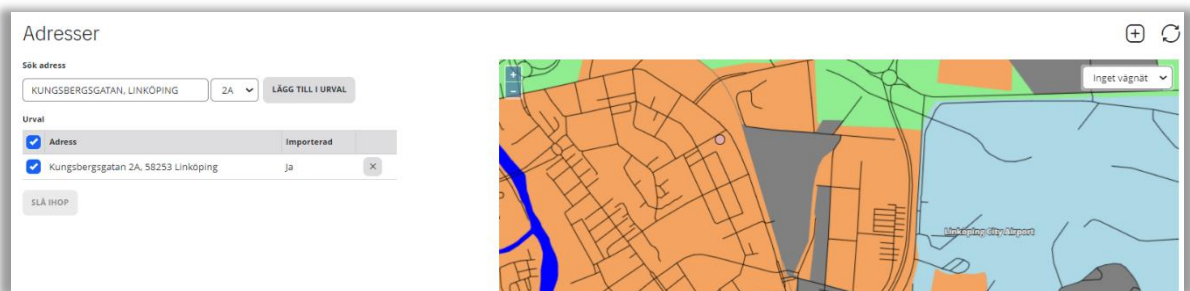 Adresser
Sök adress
KUNGSBERGSGATAN, LINKÖPING 2A LÄGG TILL I URVAL
Urval
Adress Importerad
Kungsbergsgatan 2A, 58253 Linköping Ja
SLÅ IHOP
Inget vägnät
Linköping City Airport